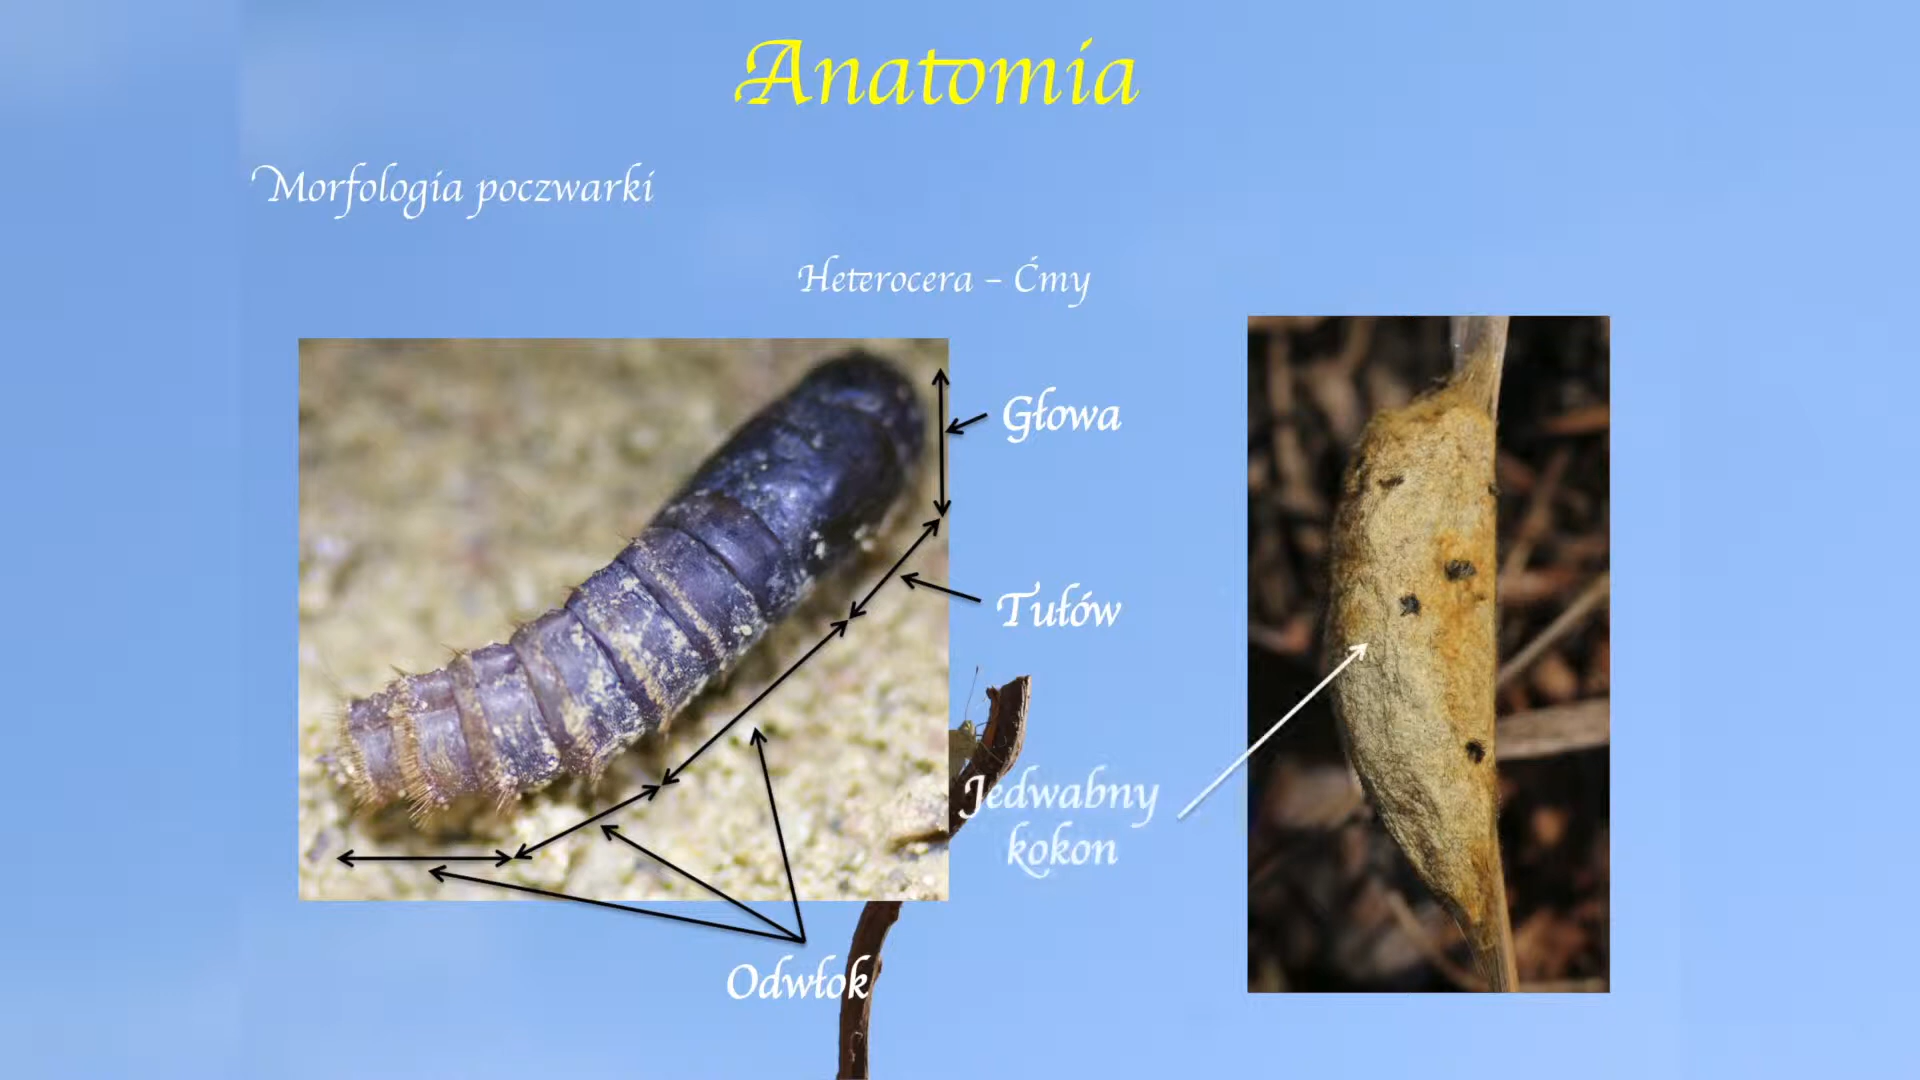 Anatomia
Morfologia poczwarki
Heterocera – Ćmy
Głowa
Tułów
Jedwabny
kokon
Odwłok